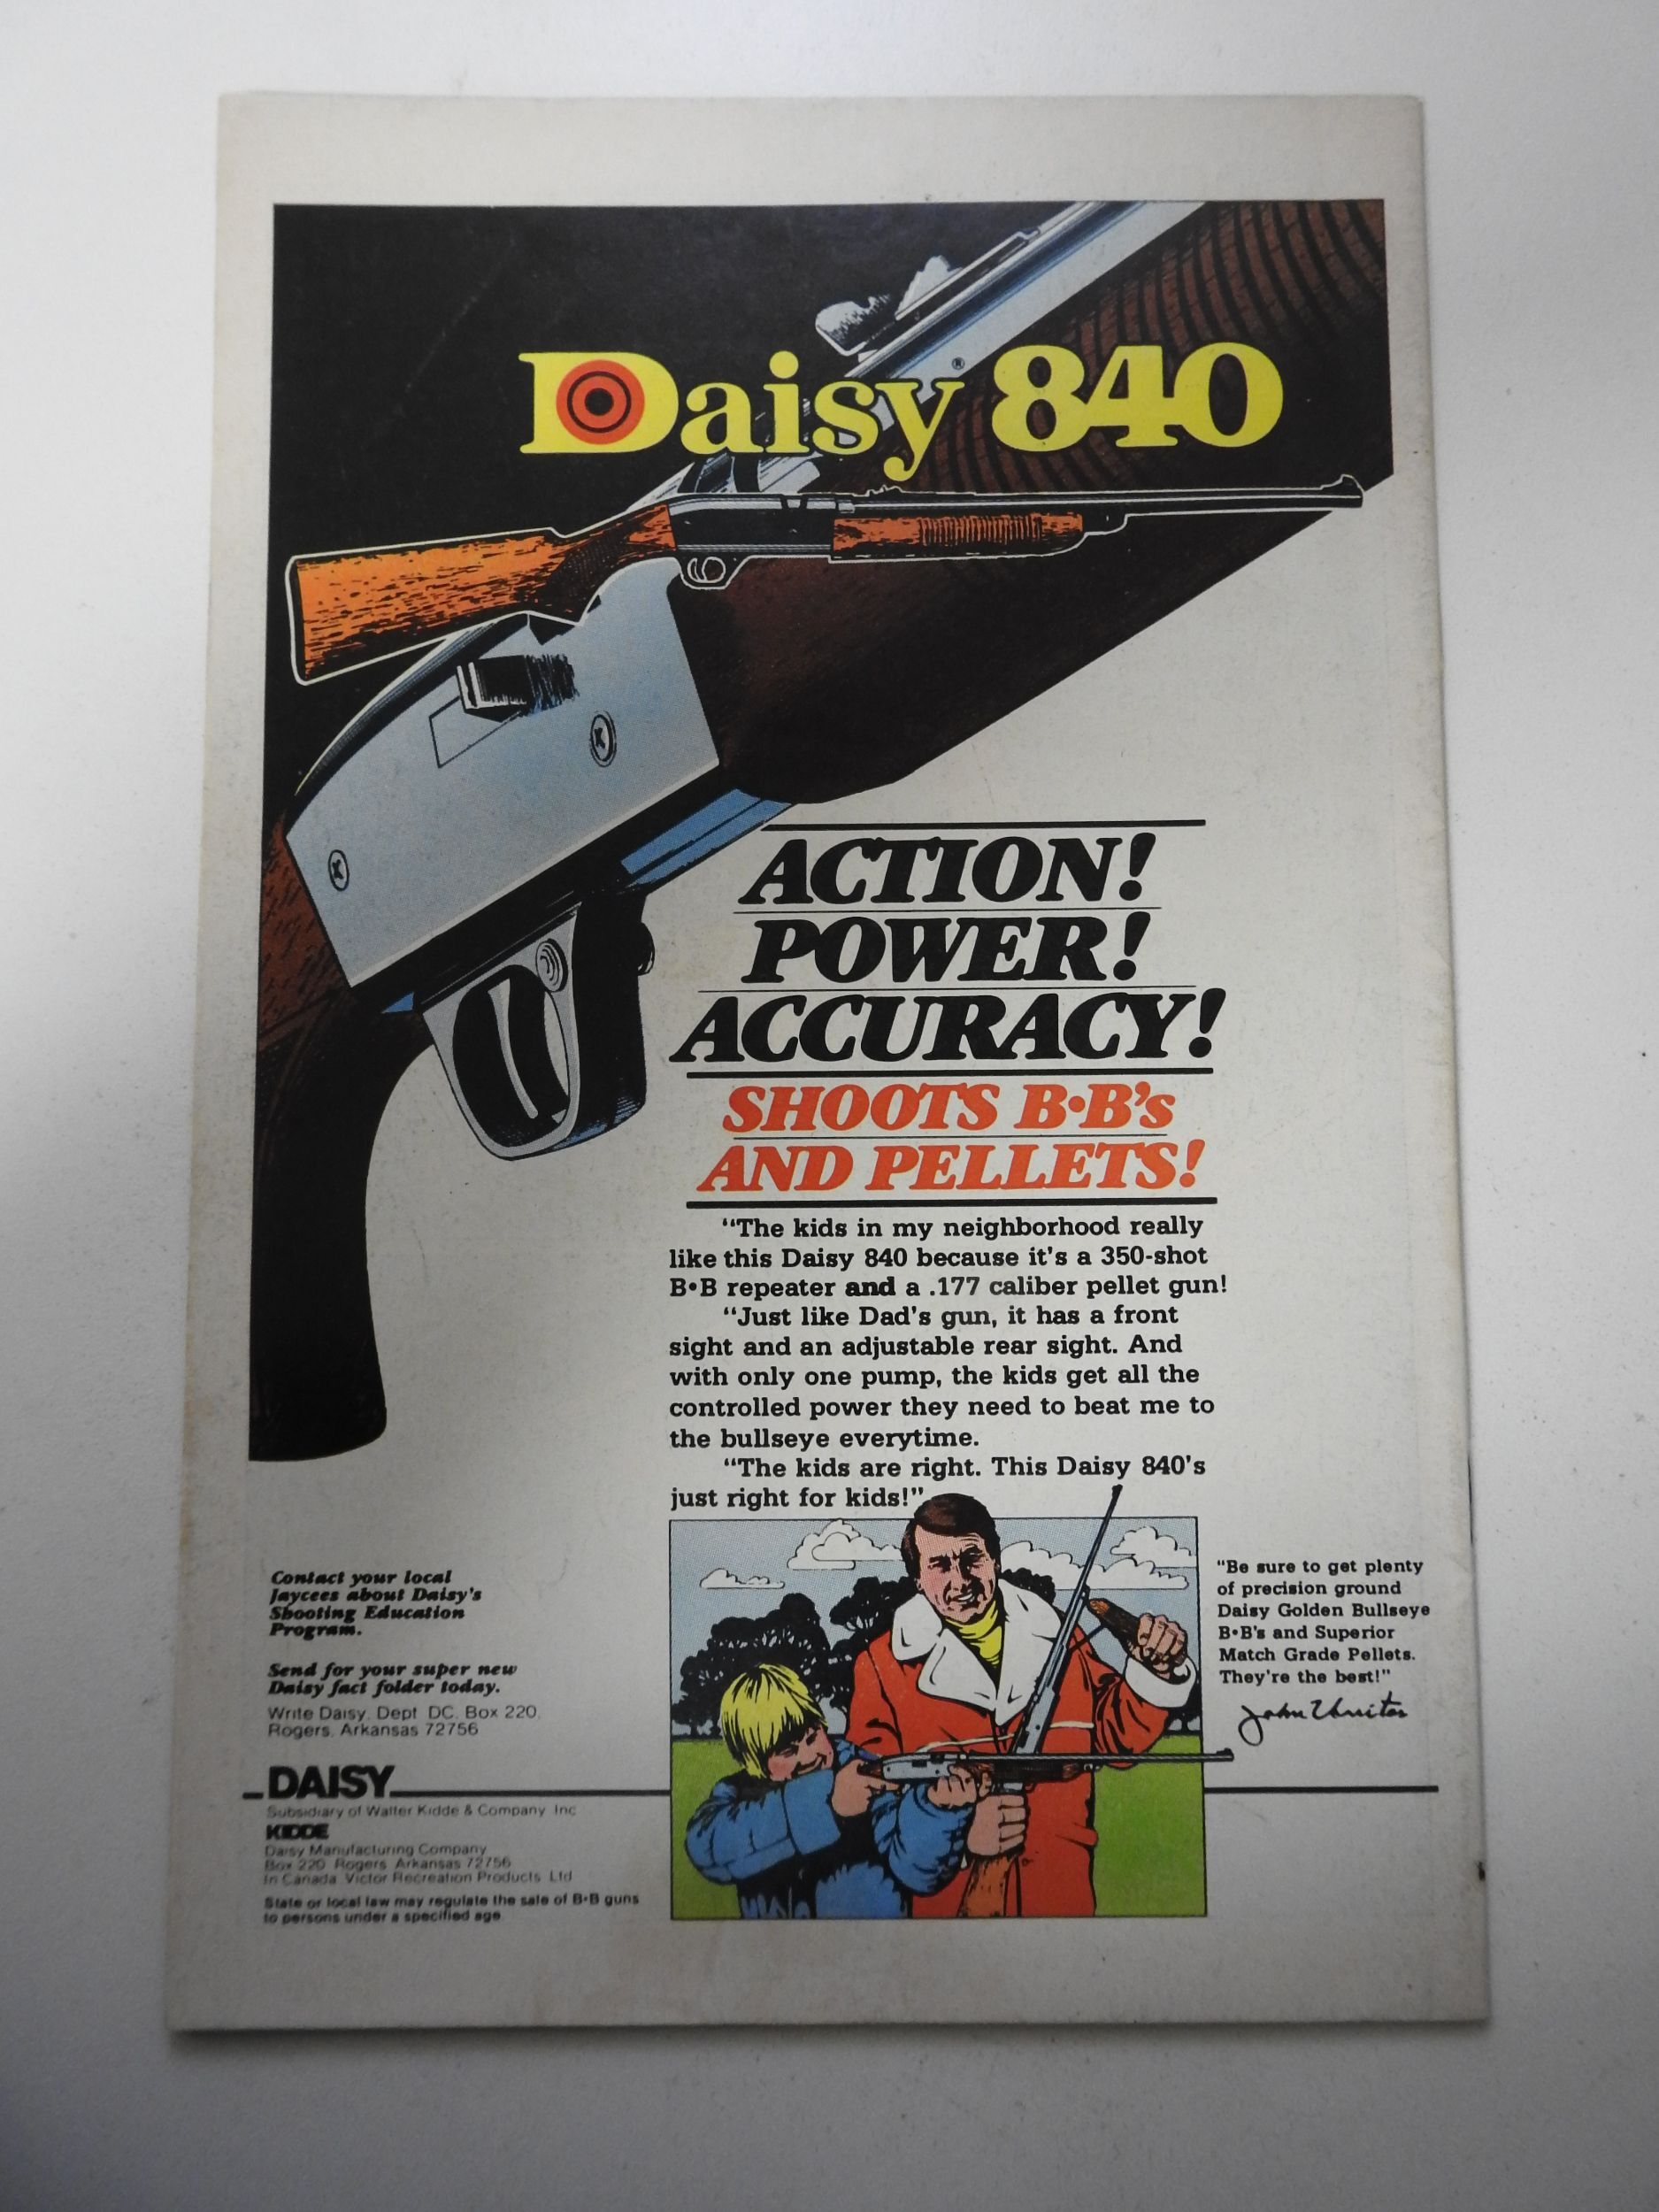 Daisy® 840
ACTION!
POWER!
ACCURACY!
SHOOTS B•B's
AND PELLETS!
"The kids in my neighborhood really
like this Daisy 840 because it's a 350-shot
B•B repeater and a .177 caliber pellet gun!
"Just like Dad's gun, it has a front
sight and an adjustable rear sight. And
with only one pump, the kids get all the
controlled power they need to beat me to
the bullseye everytime.
"The kids are right. This Daisy 840's
just right for kids!"
"Be sure to get plenty
of precision ground
Daisy Golden Bullseye
B•B's and Superior
Match Grade Pellets.
They're the best!"
John
Contact your local
Jaycees about Daisy's
Shooting Education
Program.
Send for your super new
Daisy fact folder today.
Write Daisy, Dept DC, Box 220,
Rogers, Arkansas 72756
DAISY
Subsidiary of Walter Kidde & Company Inc
KIDDE
Daisy Manufacturing Company
Box 220 Rogers Arkansas 72756
In Canada Victor Recreation Products Ltd
State or local law may regulate the sale of B•B guns
to persons under a specified age